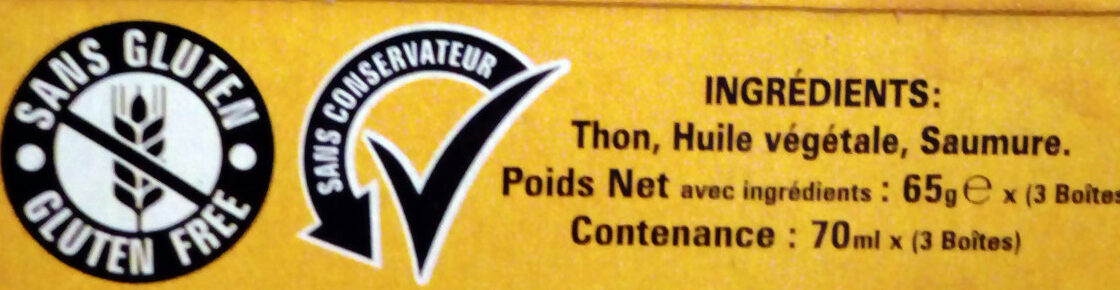 SANS GLUTEN
GLUTEN FREE
SANS CONSERVATEUR
INGRÉDIENTS:
Thon, Huile végétale, Saumure.
Poids Net avec ingrédients : 65g ℮ x (3 Boîtes
Contenance : 70ml x (3 Boîtes)